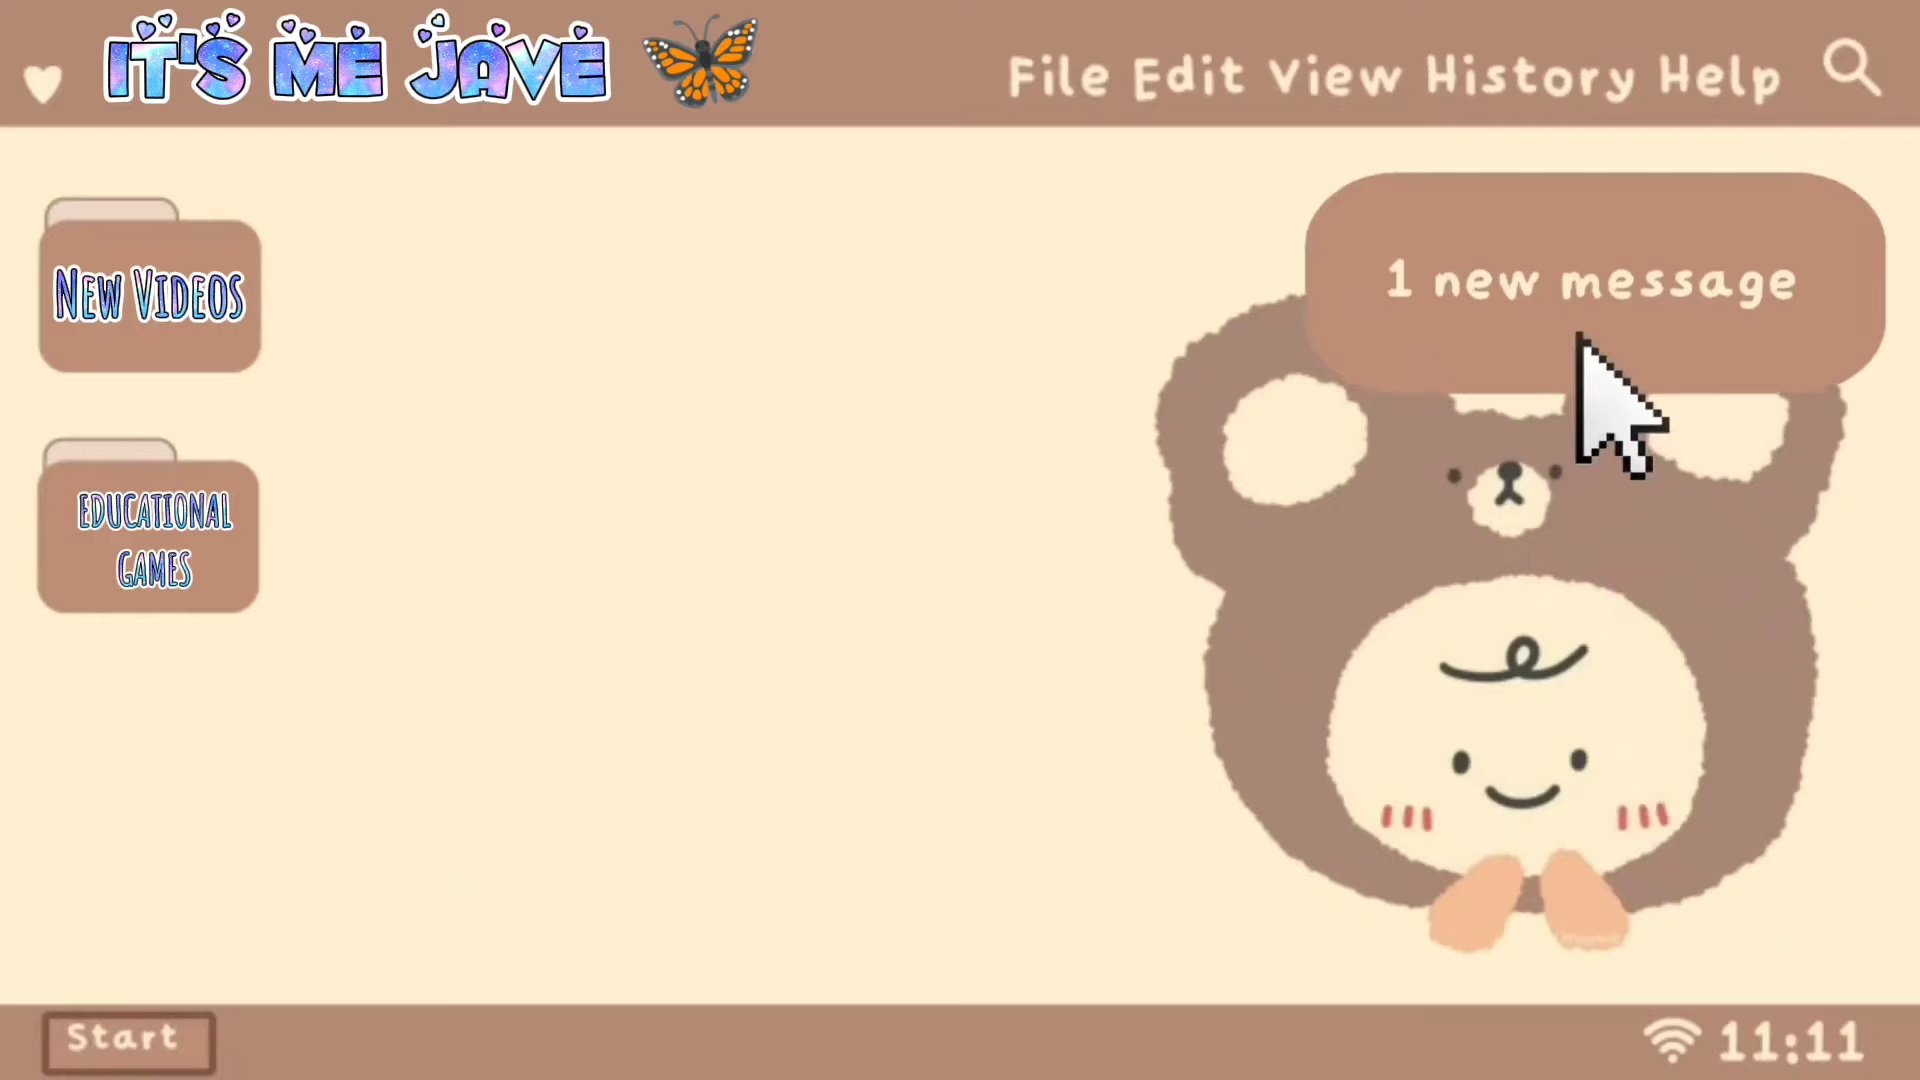 IT'S ME JAVE
File Edit View History Help
New Videos
1 new message
EDUCATIONAL
GAMES
Start
11:11